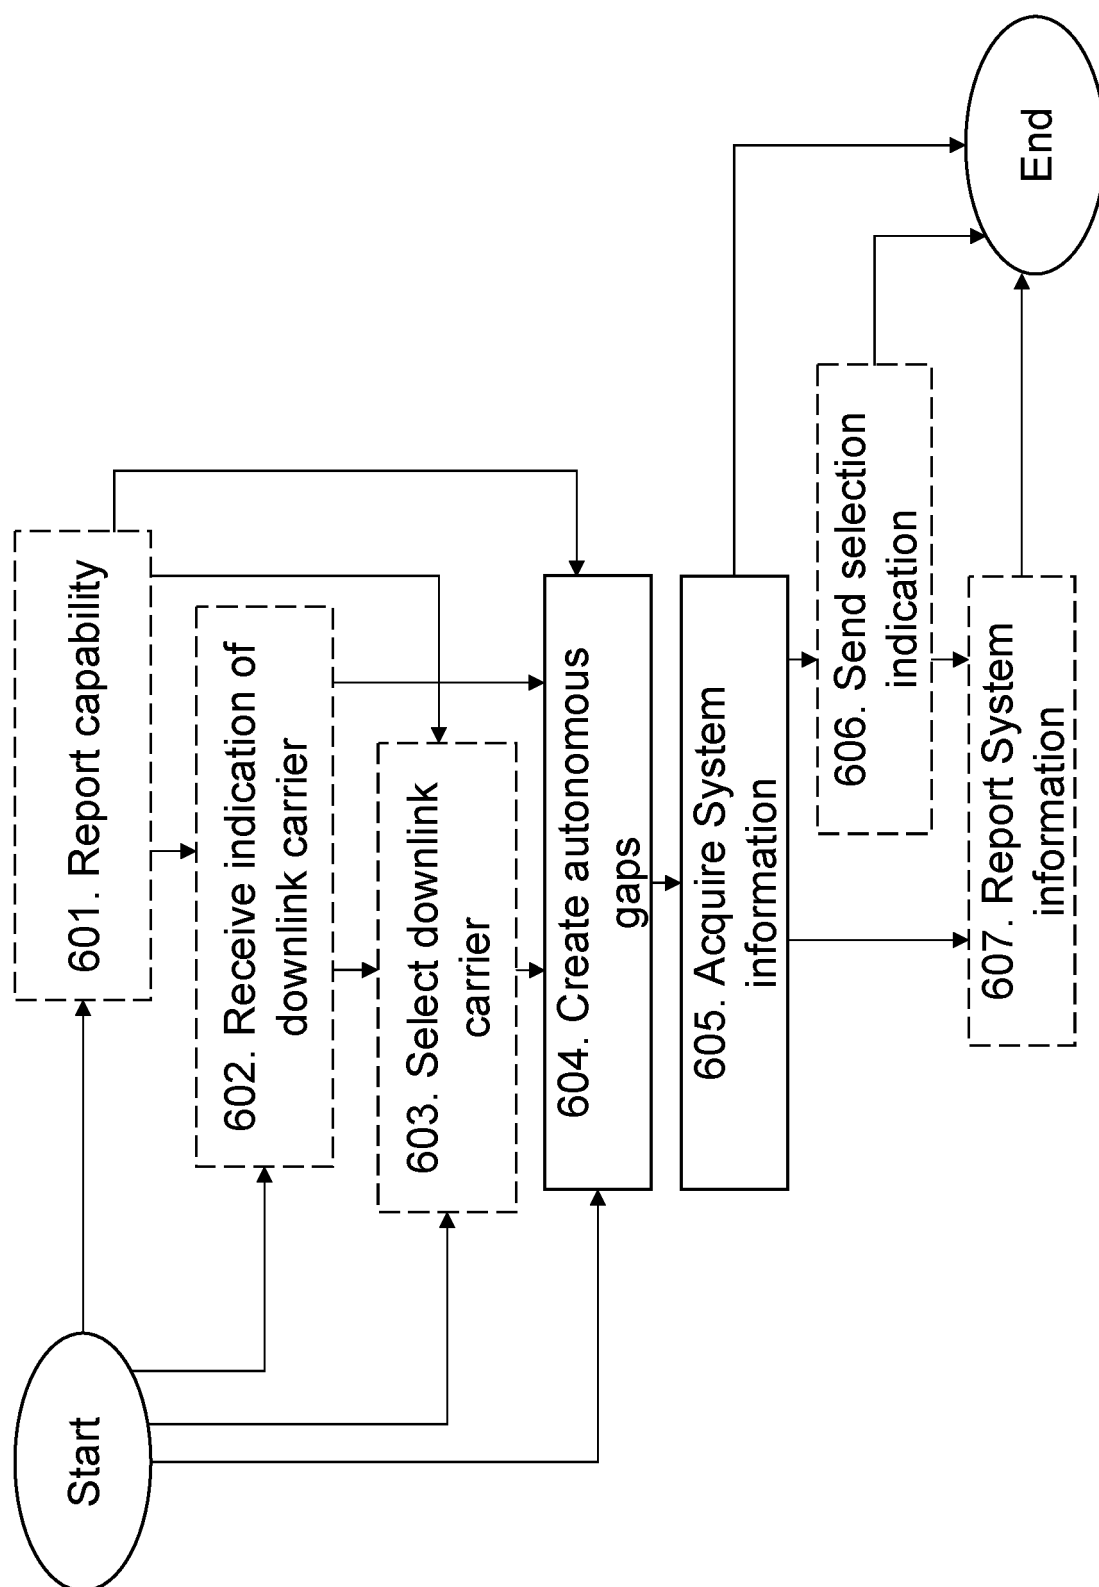 Start
601. Report capability
602. Receive indication of
downlink carrier
603. Select downlink
carrier
604. Create autonomous
gaps
605. Acquire System
information
606. Send selection
indication
607. Report System
information
End